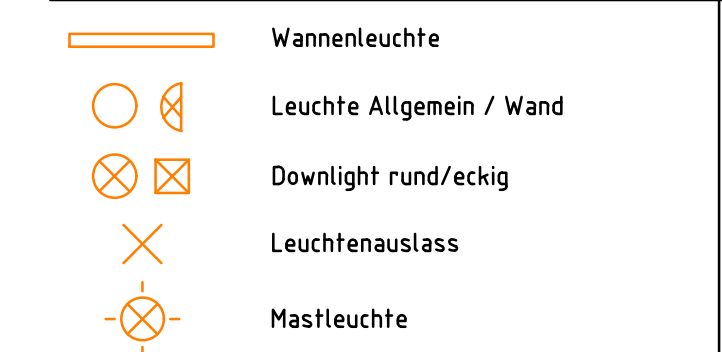 Wannenleuchte
Leuchte Allgemein / Wand
Downlight rund/eckig
Leuchtenauslass
Mastleuchte